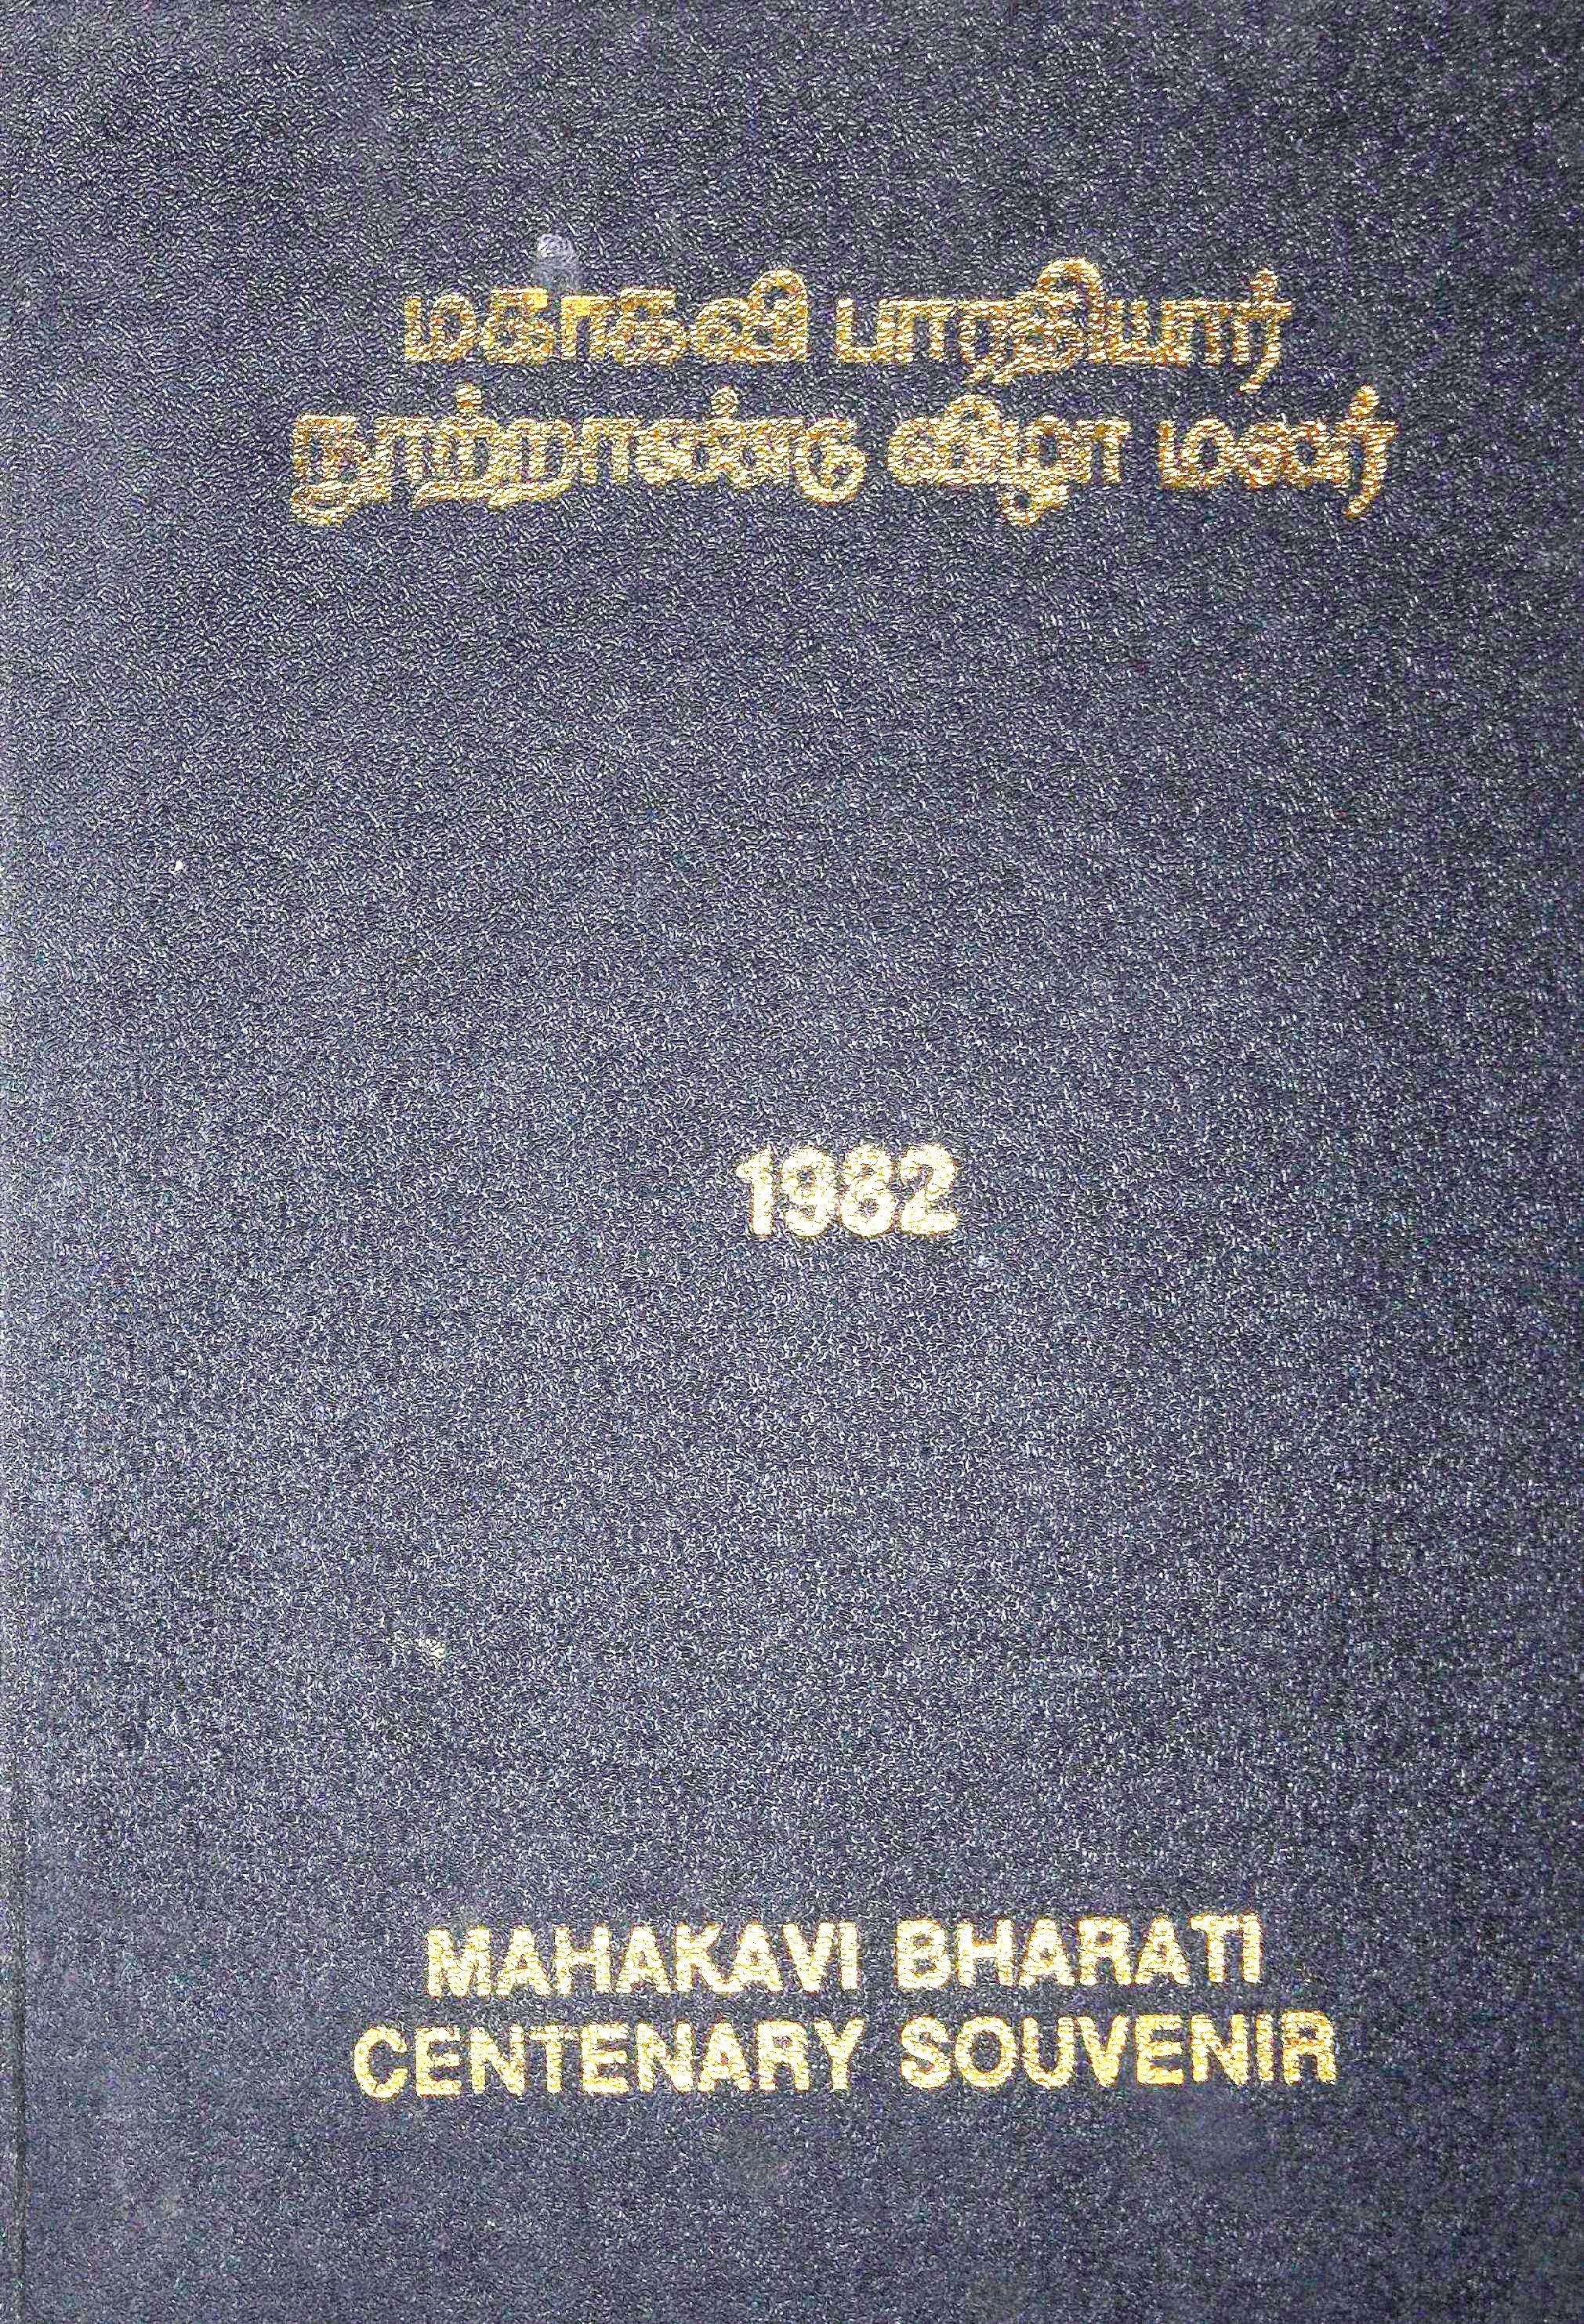 மகாகவி பாரதியார்
நூற்றாண்டு விழா மலர்
1982
MAHAKAVI BHARATI
CENTENARY SOUVENIR